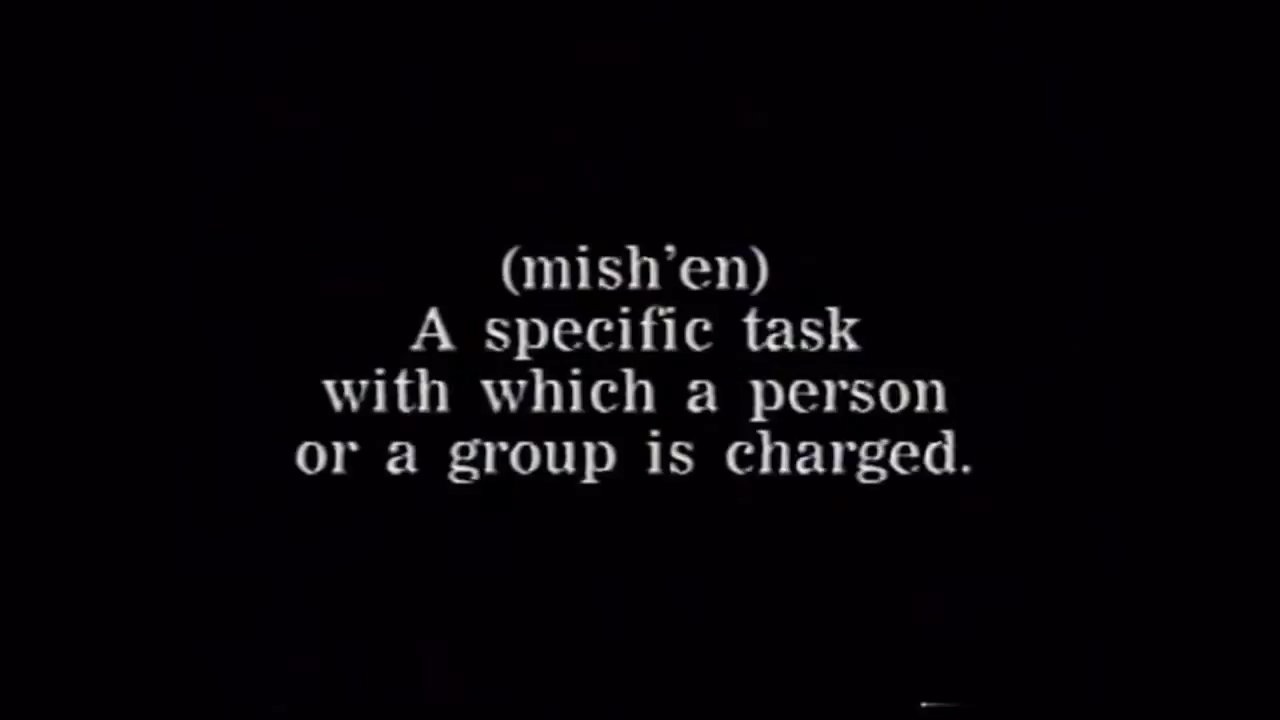 (mish’en)
A specific task
with which a person
or a group is charged.